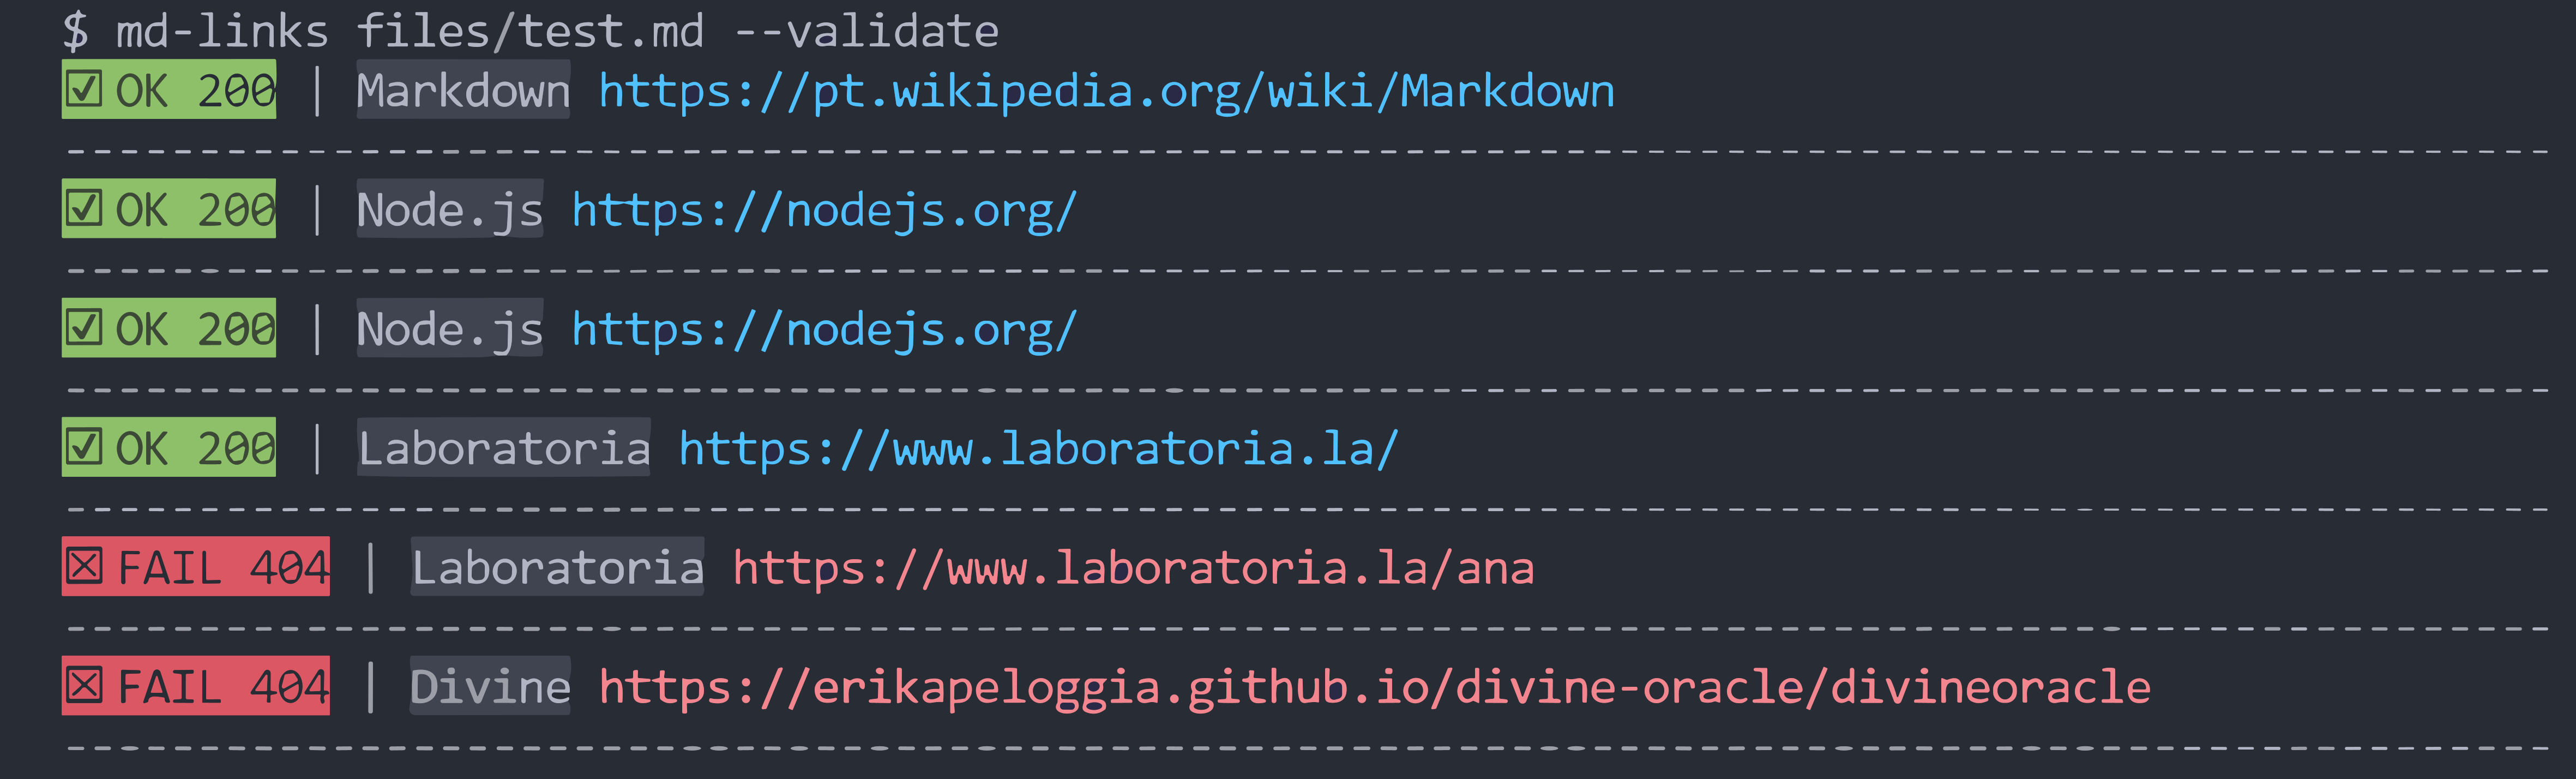 $ md-links files/test.md --validate
☑ OK 200 | Markdown https://pt.wikipedia.org/wiki/Markdown
---------------------------------------------------------------------------------------------
☑ OK 200 | Node.js https://nodejs.org/
---------------------------------------------------------------------------------------------
☑ OK 200 | Node.js https://nodejs.org/
---------------------------------------------------------------------------------------------
☑ OK 200 | Laboratoria https://www.laboratoria.la/
---------------------------------------------------------------------------------------------
☒ FAIL 404 | Laboratoria https://www.laboratoria.la/ana
---------------------------------------------------------------------------------------------
☒ FAIL 404 | Divine https://erikapeloggia.github.io/divine-oracle/divineoracle
---------------------------------------------------------------------------------------------